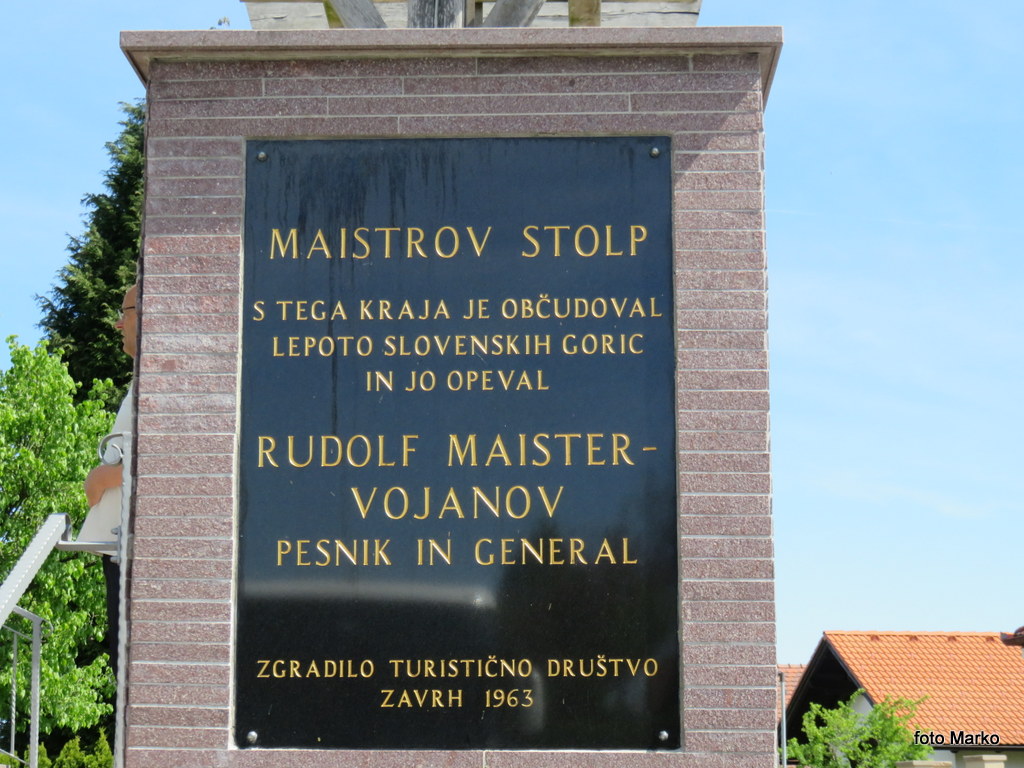 MAISTROV STOLP
S TEGA KRAJA JE OBČUDOVAL
LEPOTO SLOVENSKIH GORIC
IN JO OPEVAL
RUDOLF MAISTER-
VOJANOV
PESNIK IN GENERAL
ZGRADILO TURISTIČNO DRUŠTVO
ZAVRH 1963
foto Marko